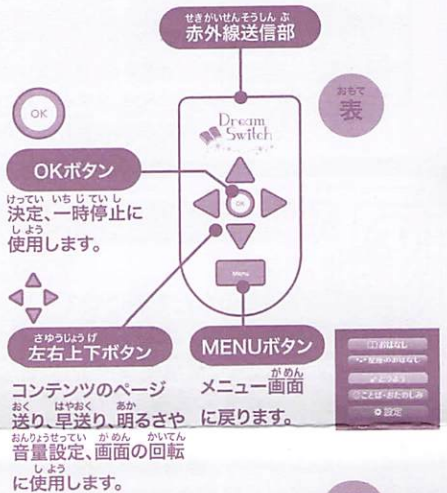 せきがいせんそうしんぶ
赤外線送信部
おもて
表
OK
Dream
Switch
OK
Menu
OKボタン
けってい いちじていし
決定、一時停止に
しよう
使用します。
さゆうじょうげ
左右上下ボタン
コンテンツのページ
おく はやおく あか
送り、早送り、明るさや
おんりょうせってい がめん かいてん
音量設定、画面の回転
しよう
に使用します。
MENUボタン
がめん
メニュー画面
に戻ります。
おはなし
どうよう
ことば・おたのしみ
設定